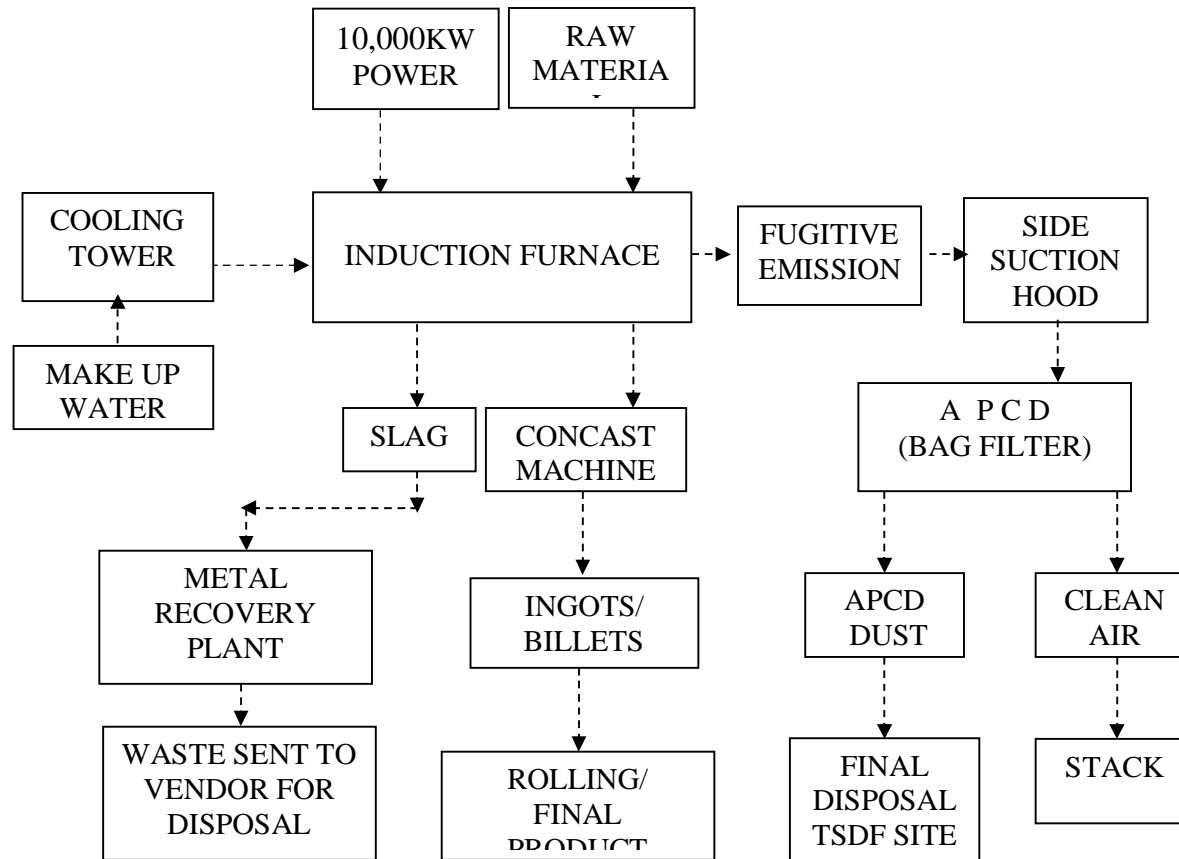 10,000KW
POWER
RAW
MATERIA
COOLING
TOWER
INDUCTION FURNACE
FUGITIVE
EMISSION
SIDE
SUCTION
HOOD
MAKE UP
WATER
SLAG
CONCAST
MACHINE
A P C D
(BAG FILTER)
METAL
RECOVERY
PLANT
INGOTS/
BILLETS
APCD
DUST
CLEAN
AIR
WASTE SENT TO
VENDOR FOR
DISPOSAL
ROLLING/
FINAL
PRODUCT
FINAL
DISPOSAL
TSDF SITE
STACK